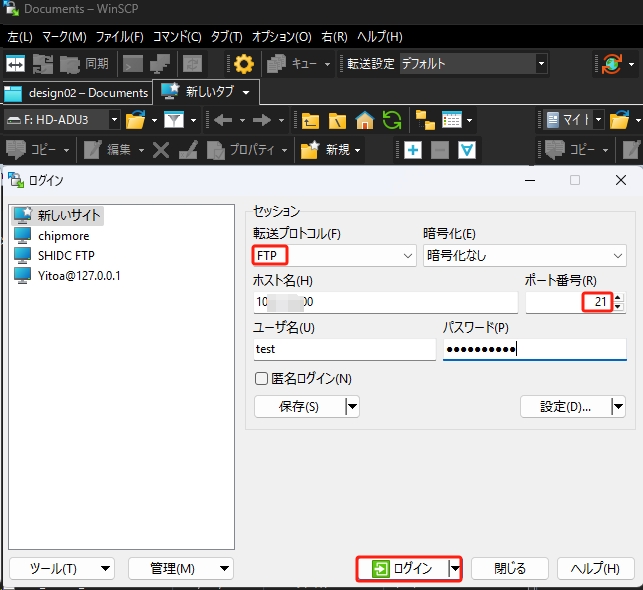 Documents – WinSCP
左(L) マーク(M) ファイル(F) コマンド(C) タブ(T) オプション(O) 右(R) ヘルプ(H)
同期 キュー 転送設定 デフォルト
design02 – Documents 新しいタブ
F: HD-ADU3 マイド
コピー 編集 プロパティ 新規 コピー
ログイン
新しいサイト
chipmore
SHIDC FTP
Yitoa@127.0.0.1
セッション
転送プロトコル(F) 暗号化(E)
FTP 暗号化なし
ホスト名(H) ポート番号(R)
10 00 21
ユーザ名(U) パスワード(P)
test ●●●●●●●●●●
匿名ログイン(N)
保存(S) 設定(D)...
ツール(T) 管理(M) ログイン 閉じる ヘルプ(H)